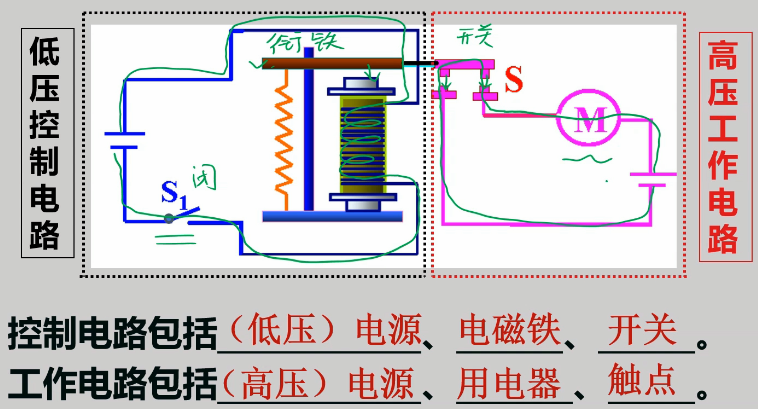 低压控制电路
衔铁
开关
S
高压工作电路
M
闭
S1
控制电路包括（低压）电源、电磁铁、开关。
工作电路包括（高压）电源、用电器、触点。